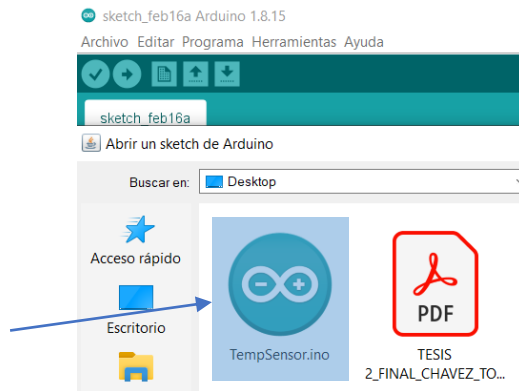 sketch_feb16a Arduino 1.8.15
Archivo Editar Programa Herramientas Ayuda
sketch_feb16a
Abrir un sketch de Arduino
Buscar en: Desktop
Acceso rápido
Escritorio
TempSensor.ino
PDF
TESIS
2_FINAL_CHAVEZ_TO...